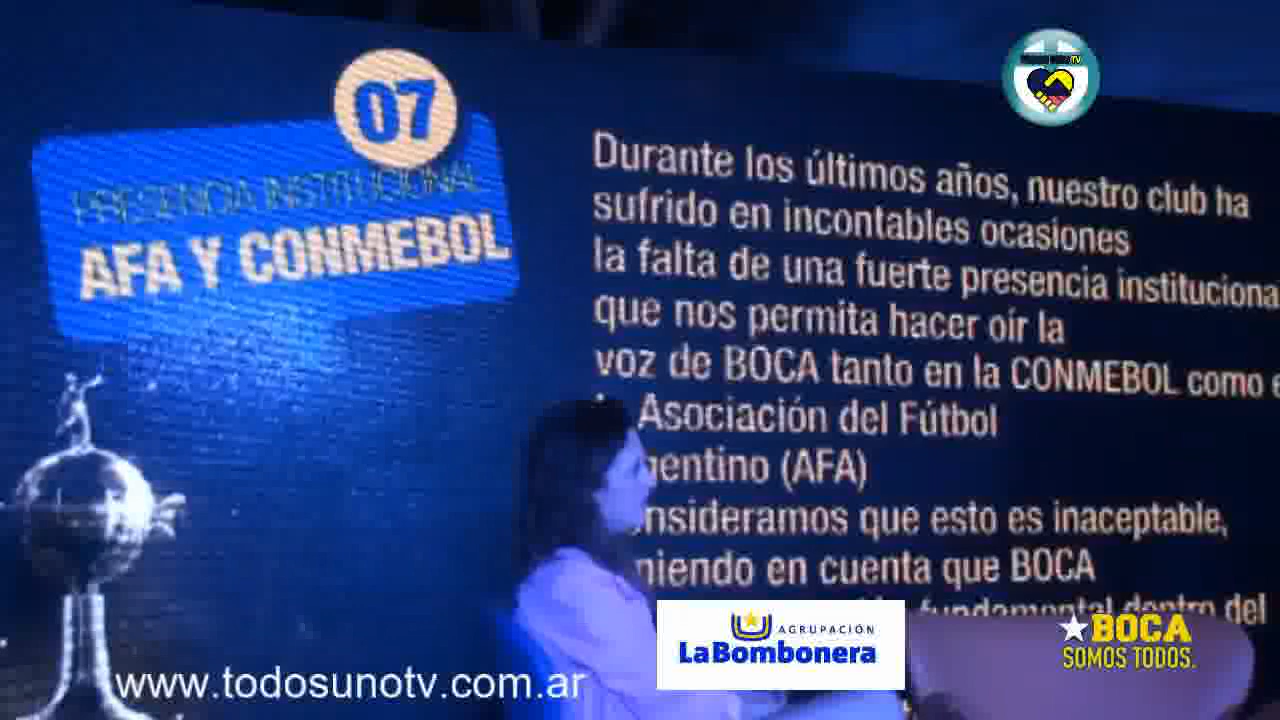 07
PRESENCIA INSTITUCIONAL
AFA Y CONMEBOL
Durante los últimos años, nuestro club ha
sufrido en incontables ocasiones
la falta de una fuerte presencia instituciona
que nos permita hacer oír la
voz de BOCA tanto en la CONMEBOL como e
Asociación del Fútbol
gentino (AFA)
nsideramos que esto es inaceptable,
niendo en cuenta que BOCA
fundamental dentro del
AGRUPACIÓN
LaBombonera
BOCA
SOMOS TODOS.
www.todosunotv.com.ar